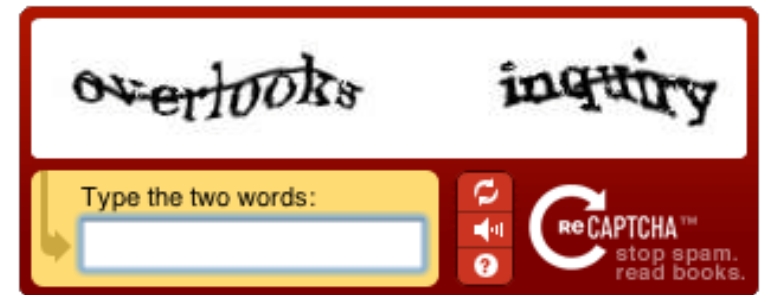 overlooks inquiry
Type the two words:
ReCAPTCHA™
stop spam.
read books.